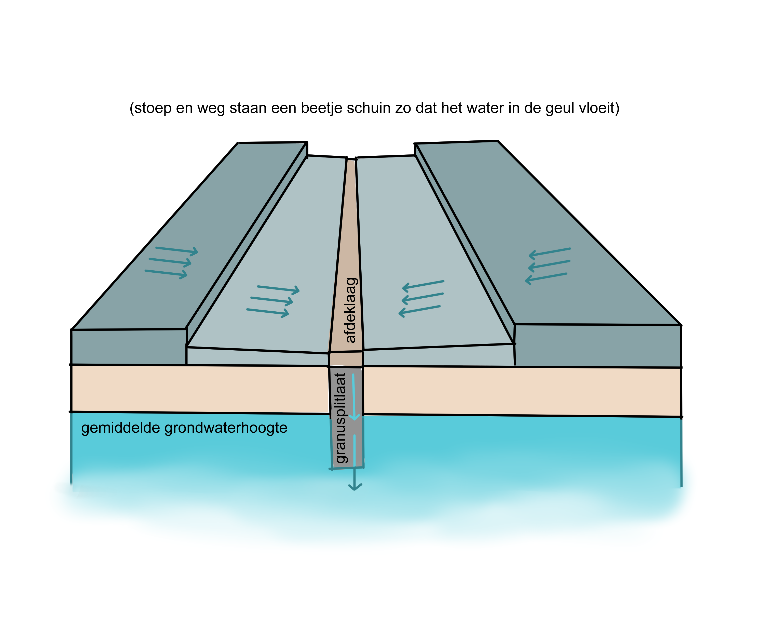 (stoep en weg staan een beetje schuin zo dat het water in de geul vloeit)
afdeklaag
granusplitlaat
gemiddelde grondwaterhoogte